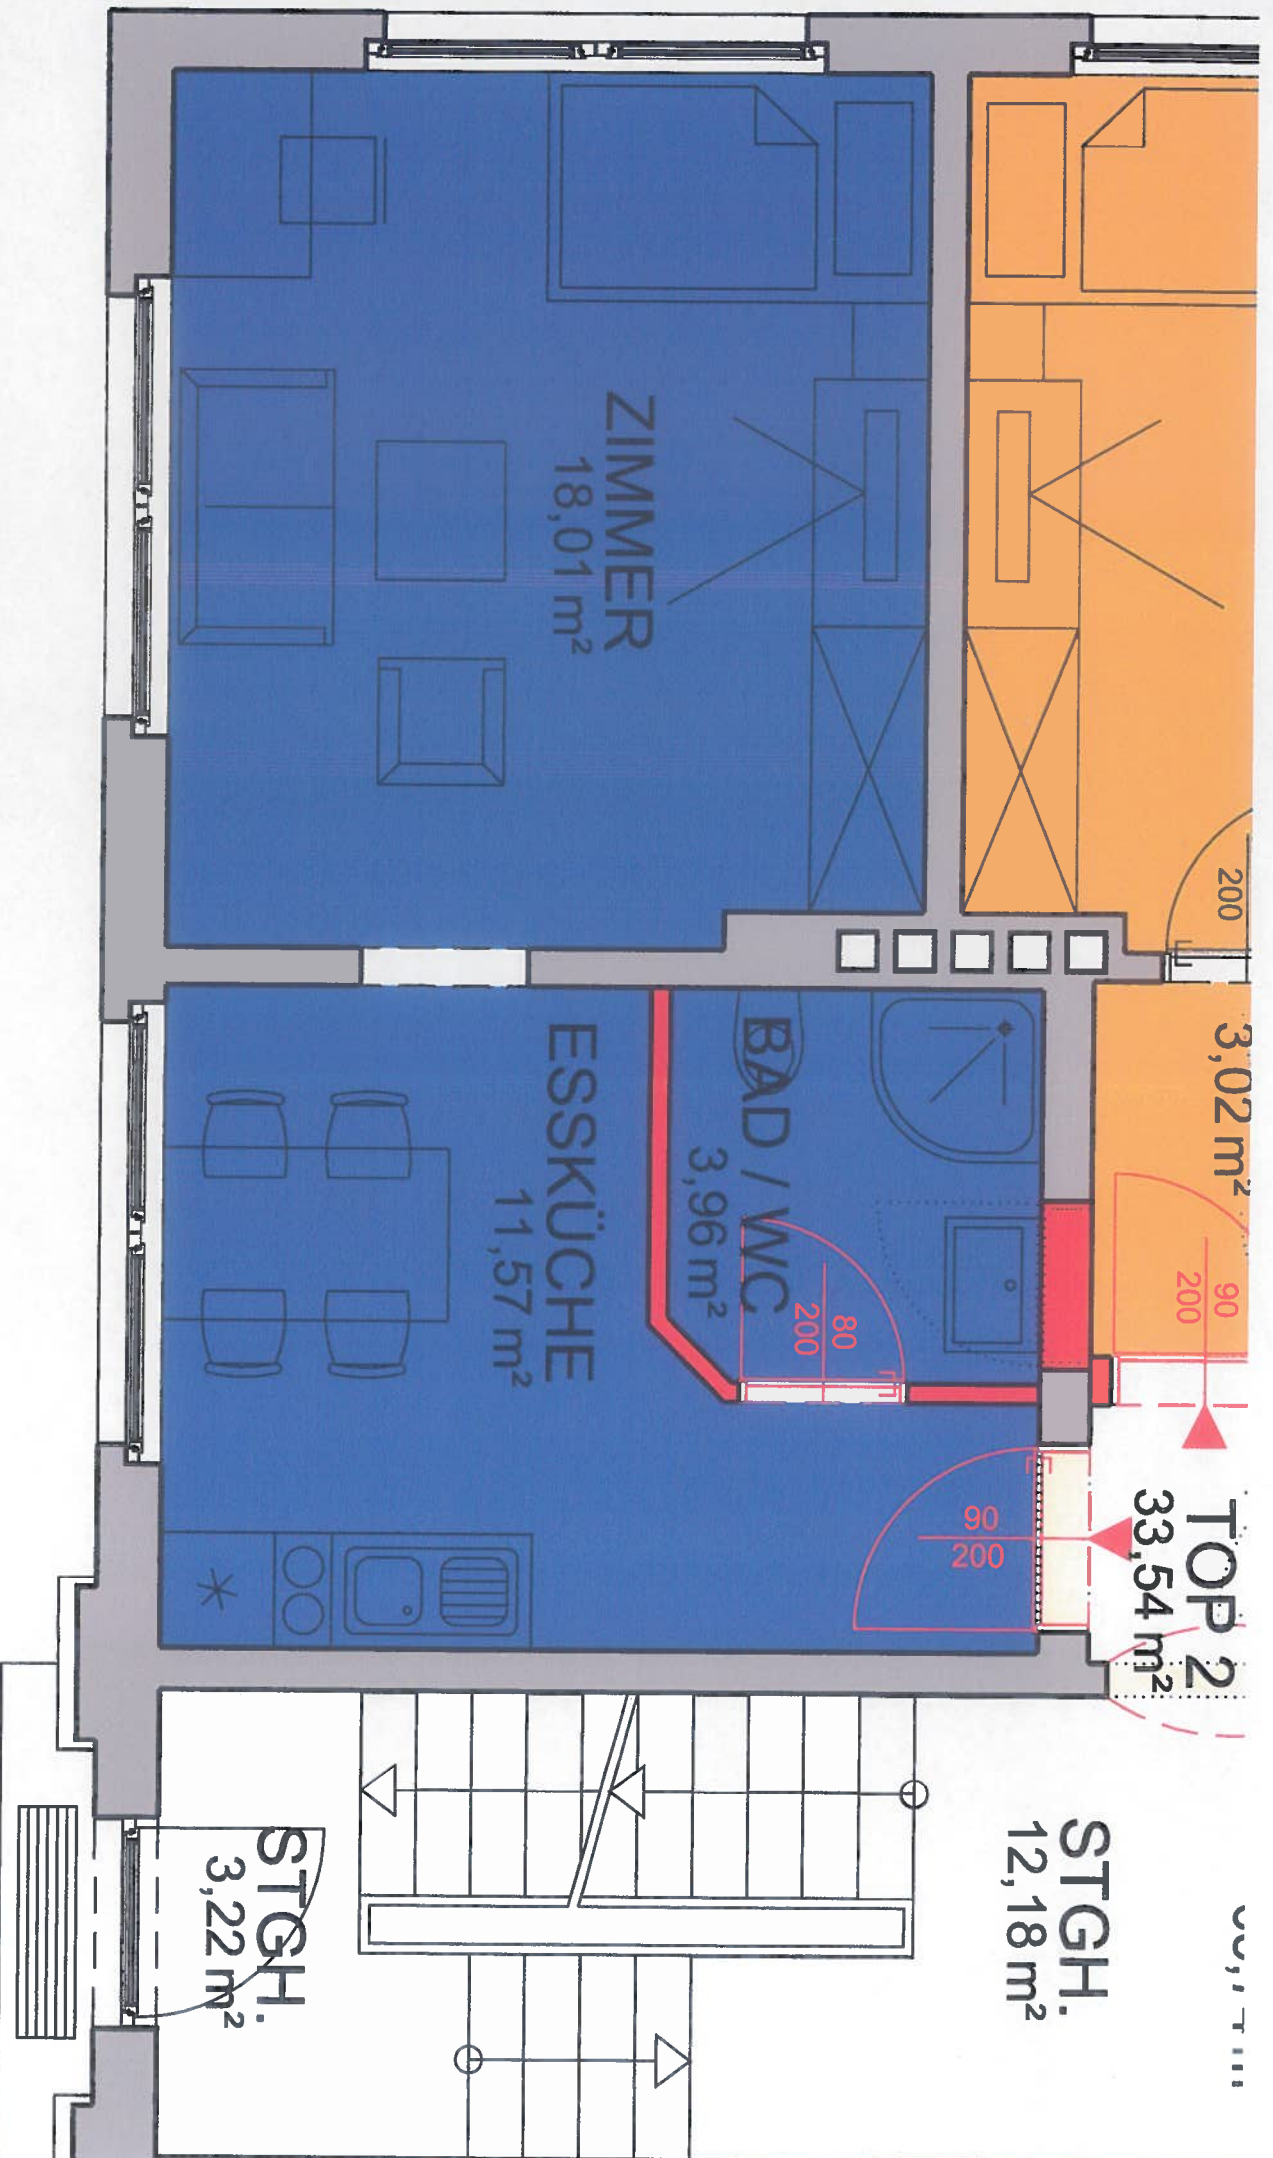 ZIMMER
18,01 m²
200
3,02 m²
BAD / WC
3,96 m²
80
200
ESSKÜCHE
11,57 m²
90
200
90
200
TOP 2
33,54 m²
STGH.
12,18 m²
STGH.
3,22 m²